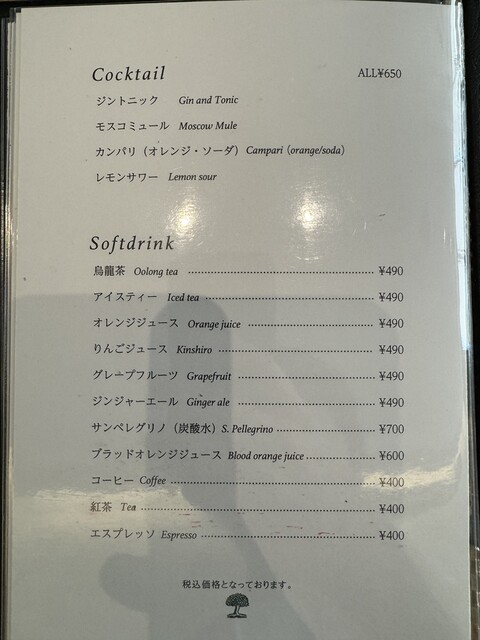 Cocktail ALL¥650
ジントニック Gin and Tonic
モスコミュール Moscow Mule
カンパリ（オレンジ・ソーダ） Campari (orange/soda)
レモンサワー Lemon sour
Softdrink
烏龍茶 Oolong tea ¥490
アイスティー Iced tea ¥490
オレンジジュース Orange juice ¥490
りんごジュース Kinshiro ¥490
グレープフルーツ Grapefruit ¥490
ジンジャーエール Ginger ale ¥490
サンペレグリノ（炭酸水） S. Pellegrino ¥700
ブラッドオレンジジュース Blood orange juice ¥600
コーヒー Coffee ¥400
紅茶 Tea ¥400
エスプレッソ Espresso ¥400
税込価格となっております。